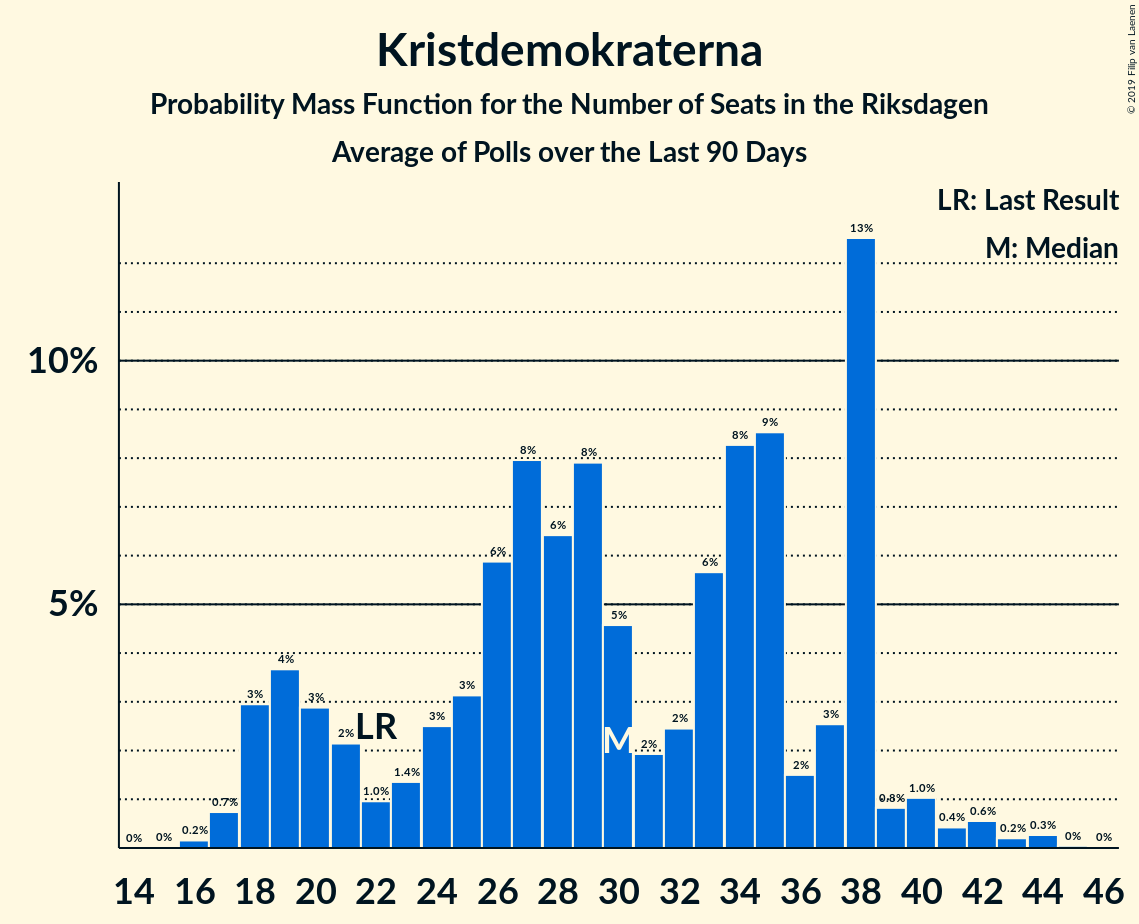 Kristdemokraterna
Probability Mass Function for the Number of Seats in the Riksdagen
Average of Polls over the Last 90 Days
© 2019 Filip van Laenen
LR: Last Result
M: Median
10%
5%
0% 0% 0.2% 0.7% 3% 4% 3% 2% 1.0% 1.4% 3% 3% 6% 8% 6% 8% 5% 2% 2% 6% 8% 9% 2% 3% 13% 0.8% 1.0% 0.4% 0.6% 0.2% 0.3% 0% 0%
LR
M
14 16 18 20 22 24 26 28 30 32 34 36 38 40 42 44 46